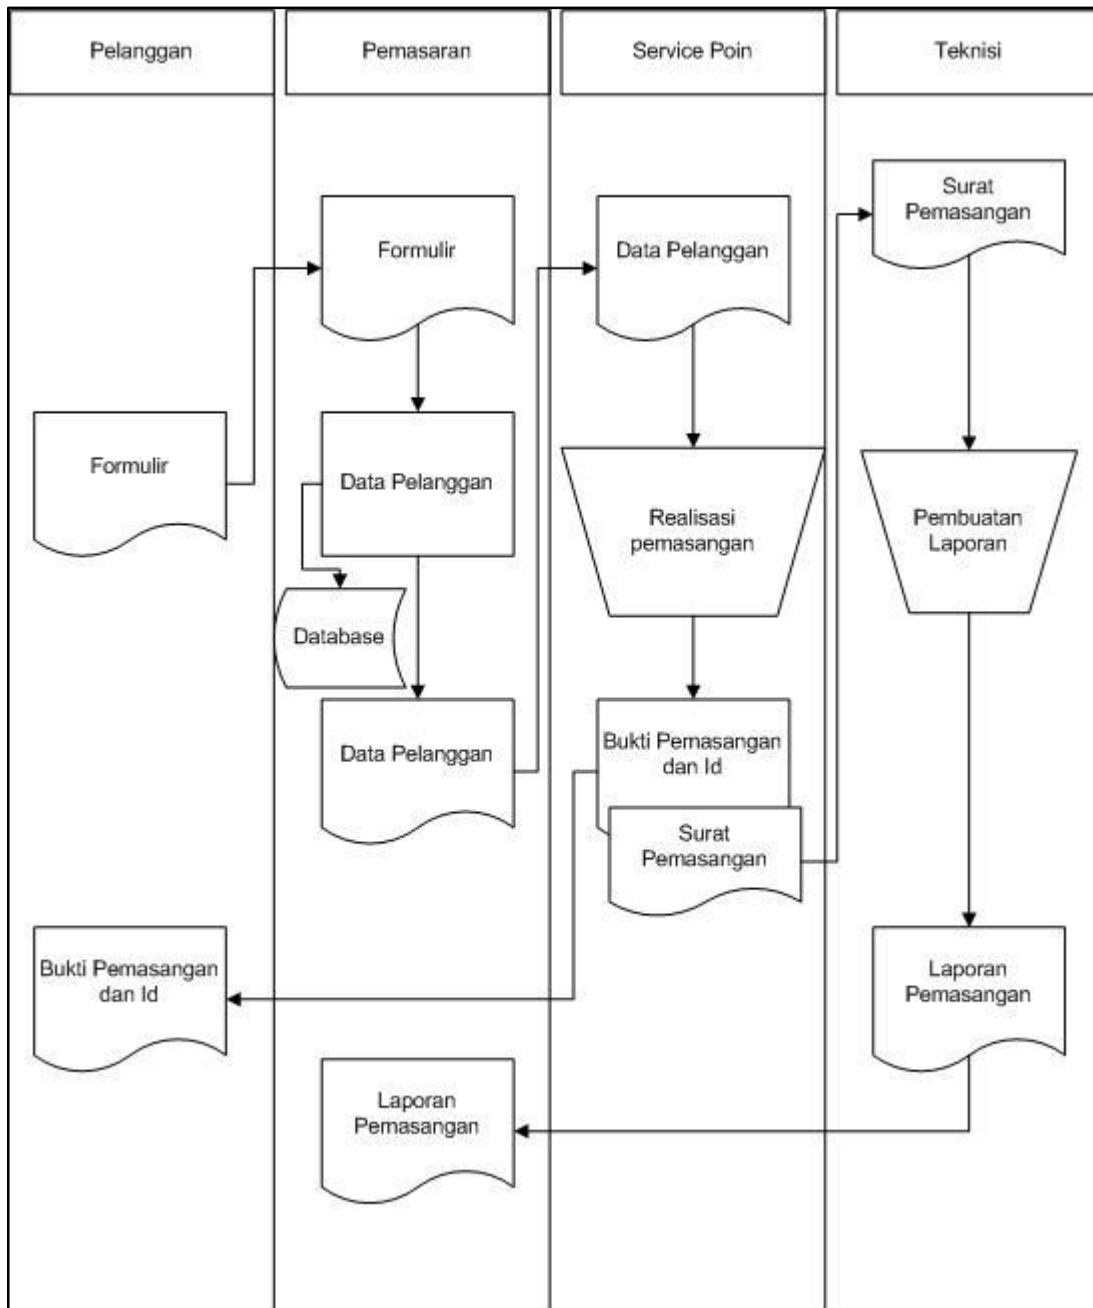 Pelanggan
Pemasaran
Service Poin
Teknisi
Surat
Pemasangan
Formulir
Data Pelanggan
Formulir
Data Pelanggan
Realisasi
pemasangan
Pembuatan
Laporan
Database
Data Pelanggan
Bukti Pemasangan
dan Id
Surat
Pemasangan
Bukti Pemasangan
dan Id
Laporan
Pemasangan
Laporan
Pemasangan